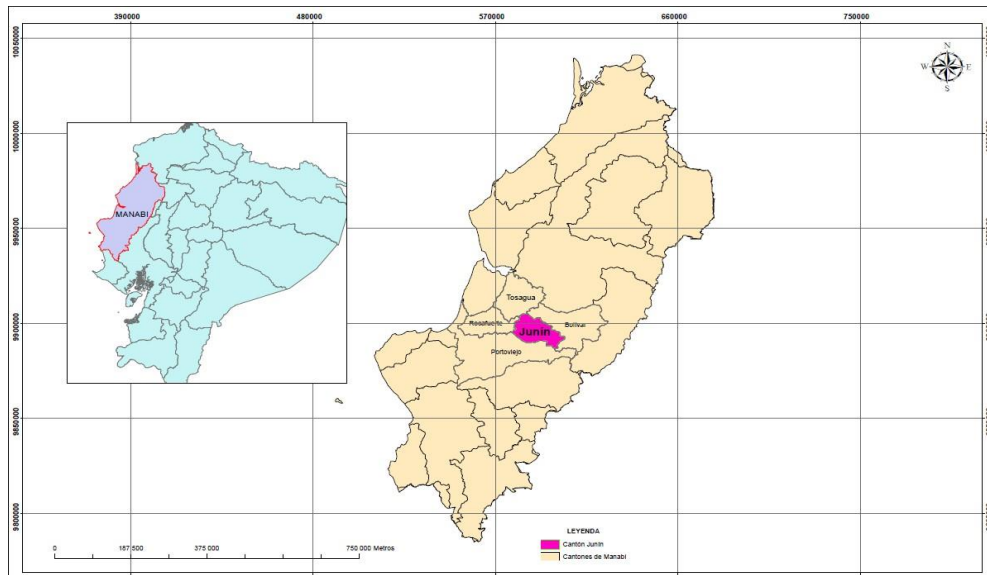 390000 480000 570000 660000 750000
10050000
N
W E
S
10000000
MANABI
9950000
Tosagua
9900000
Rosafuerte
Junín
Bolívar
Portoviejo
9850000
9800000
LEYENDA
Cantón Junín
Cantones de Manabí
0 187 500 375 000 750 000 Metros